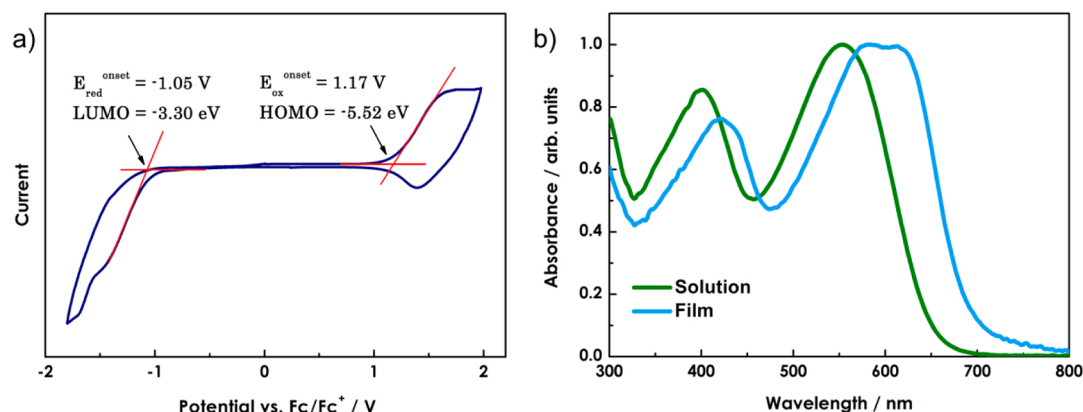 a)
E_red^onset = -1.05 V
LUMO = -3.30 eV
E_ox^onset = 1.17 V
HOMO = -5.52 eV
Current
-2 -1 0 1 2
Potential vs. Fc/Fc⁺ / V
b)
1.0
0.8
0.6
0.4
0.2
0.0
Absorbance / arb. units
Solution
Film
300 400 500 600 700 800
Wavelength / nm